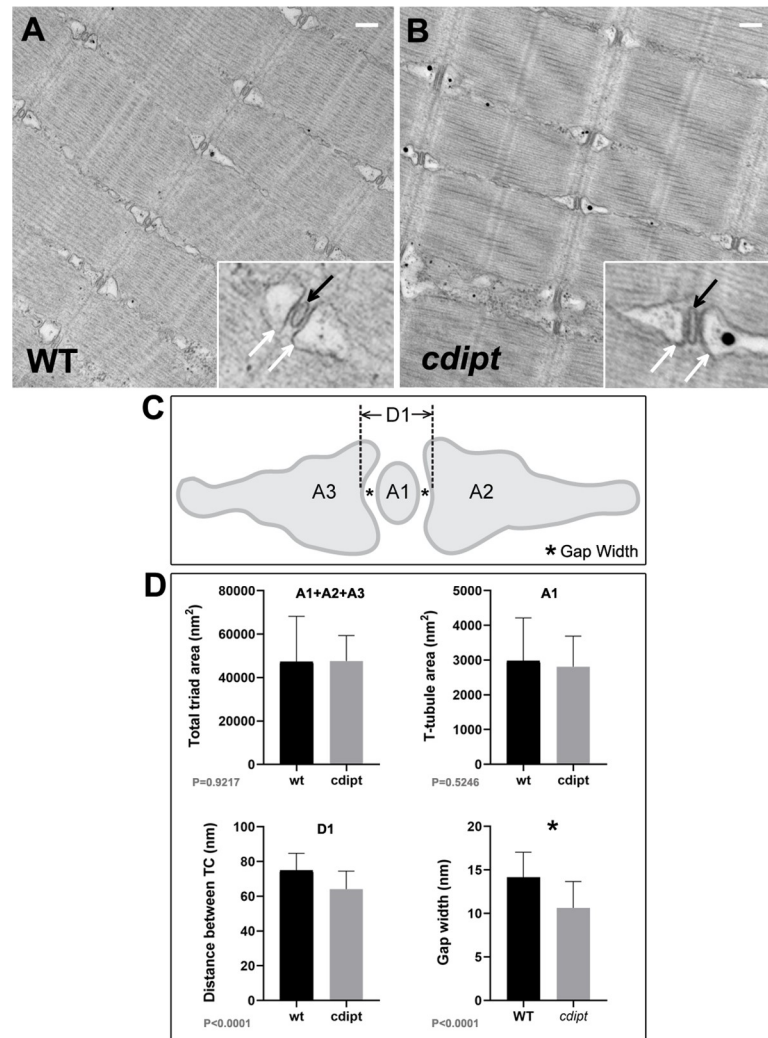 A
B
WT
cdipt
C
D1
A3
*
A1
*
A2
* Gap Width
D
A1+A2+A3
Total triad area (nm²)
80000
60000
40000
20000
0
wt
cdipt
P=0.9217
A1
T-tubule area (nm²)
5000
4000
3000
2000
1000
0
wt
cdipt
P=0.5246
D1
Distance between TC (nm)
100
80
60
40
20
0
wt
cdipt
P<0.0001
*
Gap width (nm)
20
15
10
5
0
WT
cdipt
P<0.0001